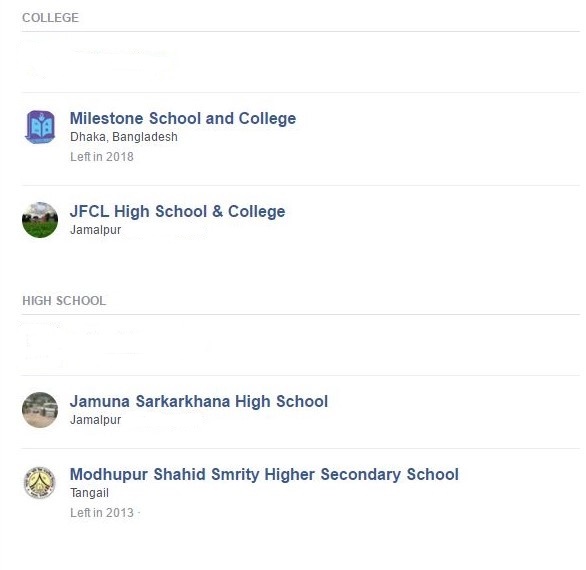 COLLEGE
Milestone School and College
Dhaka, Bangladesh
Left in 2018
JFCL High School & College
Jamalpur
HIGH SCHOOL
Jamuna Sarkarkhana High School
Jamalpur
Modhupur Shahid Smrity Higher Secondary School
Tangail
Left in 2013 ·